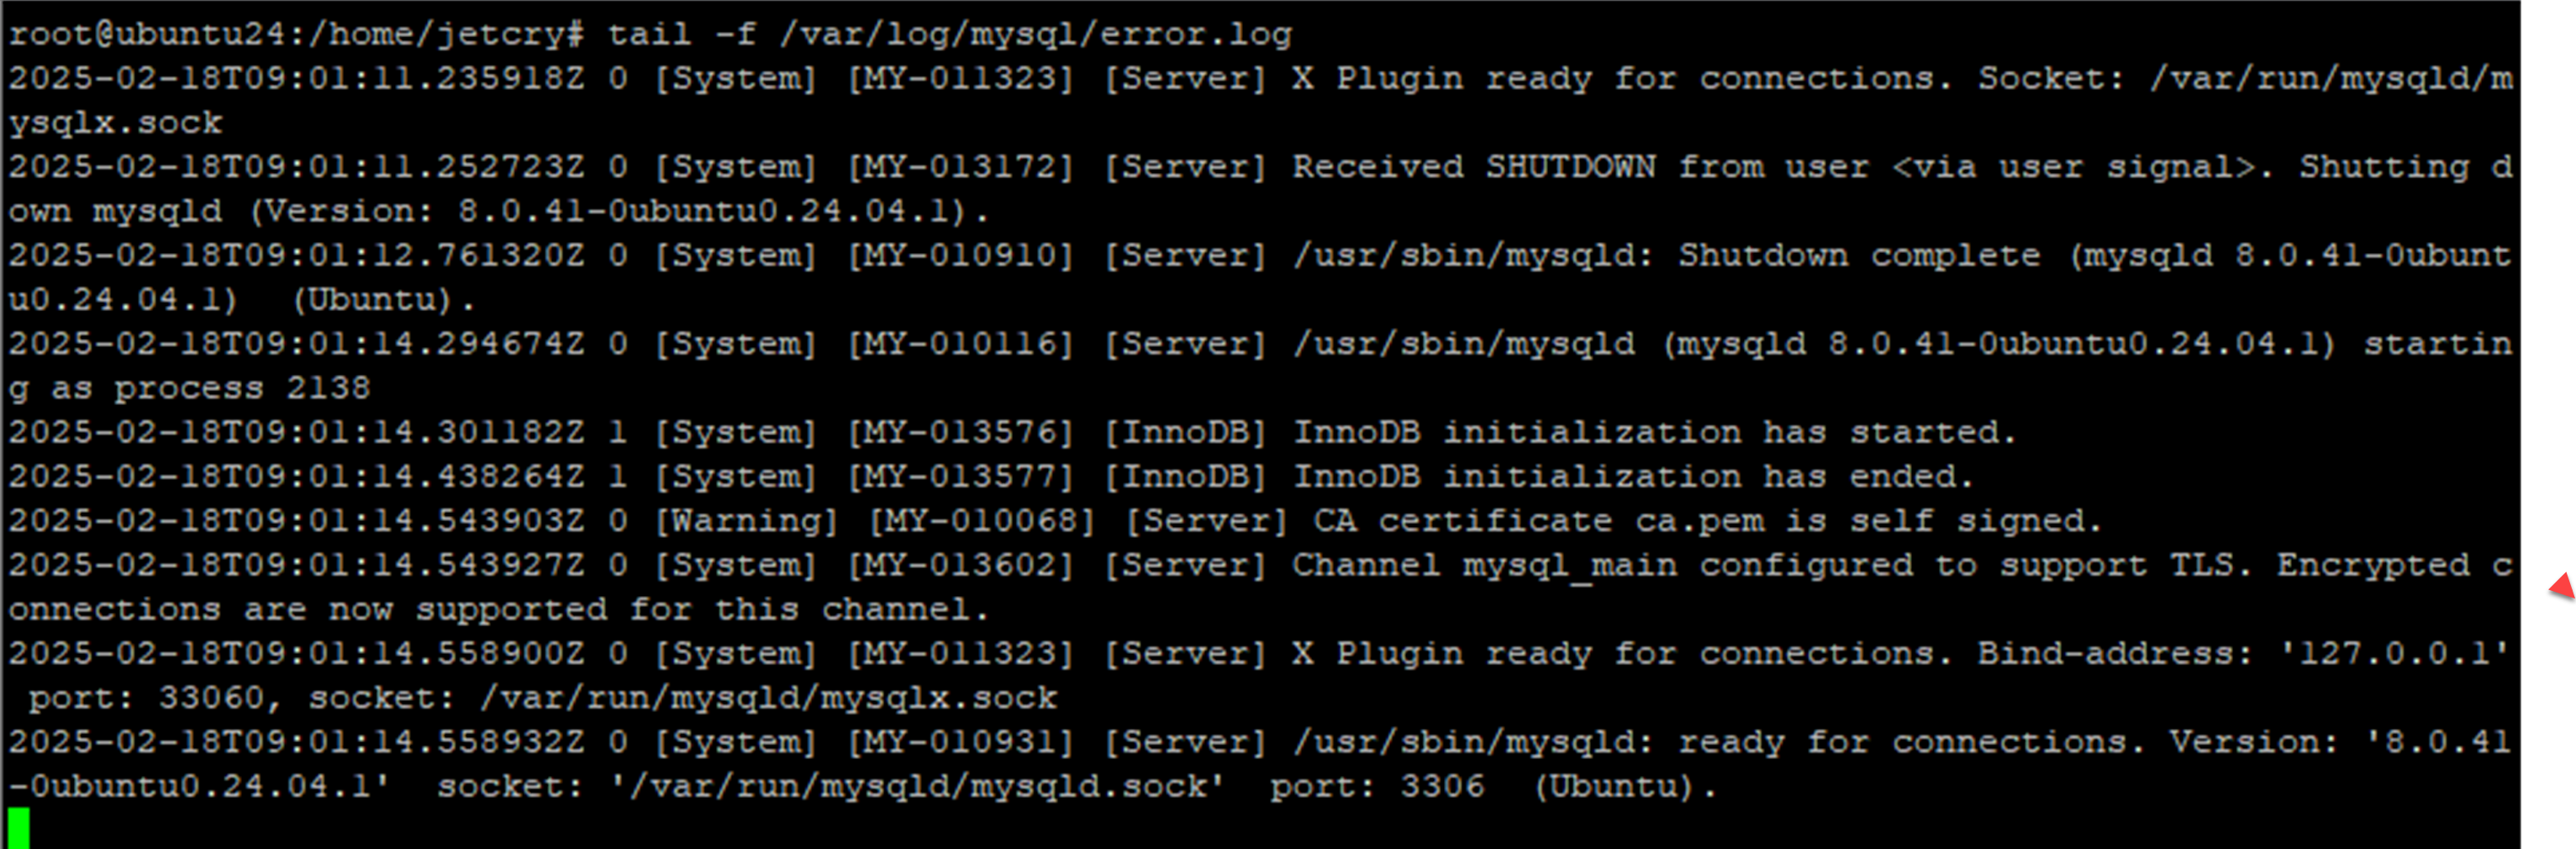 root@ubuntu24:/home/jetcry# tail -f /var/log/mysql/error.log
2025-02-18T09:01:11.235918Z 0 [System] [MY-011323] [Server] X Plugin ready for connections. Socket: /var/run/mysqld/m
ysqlx.sock
2025-02-18T09:01:11.252723Z 0 [System] [MY-013172] [Server] Received SHUTDOWN from user <via user signal>. Shutting d
own mysqld (Version: 8.0.41-0ubuntu0.24.04.1).
2025-02-18T09:01:12.761320Z 0 [System] [MY-010910] [Server] /usr/sbin/mysqld: Shutdown complete (mysqld 8.0.41-0ubunt
u0.24.04.1)  (Ubuntu).
2025-02-18T09:01:14.294674Z 0 [System] [MY-010116] [Server] /usr/sbin/mysqld (mysqld 8.0.41-0ubuntu0.24.04.1) startin
g as process 2138
2025-02-18T09:01:14.301182Z 1 [System] [MY-013576] [InnoDB] InnoDB initialization has started.
2025-02-18T09:01:14.438264Z 1 [System] [MY-013577] [InnoDB] InnoDB initialization has ended.
2025-02-18T09:01:14.543903Z 0 [Warning] [MY-010068] [Server] CA certificate ca.pem is self signed.
2025-02-18T09:01:14.543927Z 0 [System] [MY-013602] [Server] Channel mysql_main configured to support TLS. Encrypted c
onnections are now supported for this channel.
2025-02-18T09:01:14.558900Z 0 [System] [MY-011323] [Server] X Plugin ready for connections. Bind-address: '127.0.0.1'
 port: 33060, socket: /var/run/mysqld/mysqlx.sock
2025-02-18T09:01:14.558932Z 0 [System] [MY-010931] [Server] /usr/sbin/mysqld: ready for connections. Version: '8.0.41
-0ubuntu0.24.04.1'  socket: '/var/run/mysqld/mysqld.sock'  port: 3306  (Ubuntu).